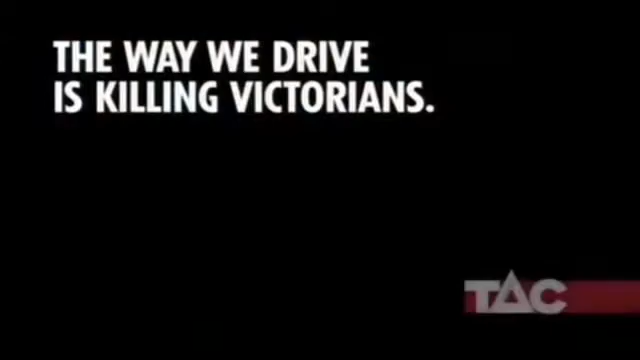 THE WAY WE DRIVE
IS KILLING VICTORIANS.
TAC